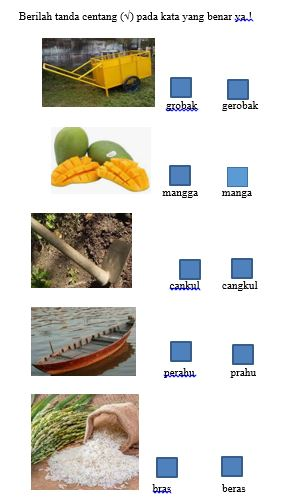 Berilah tanda centang (√) pada kata yang benar ya !
grobak gerobak
mangga manga
cankul cangkul
perahu prahu
bras beras